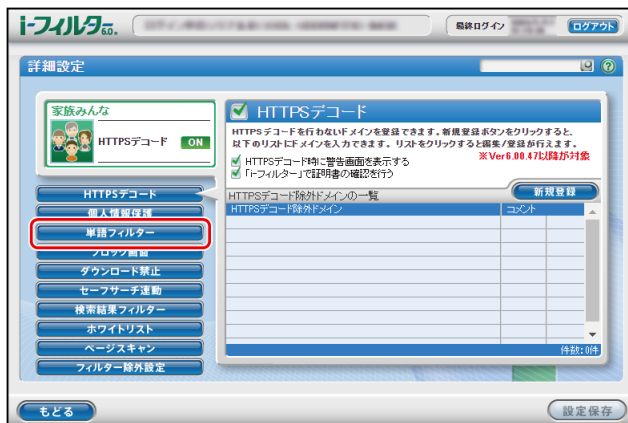 i-フィルター 6.0.
最終ログイン
ログアウト
詳細設定
家族みんな
HTTPSデコード ON
HTTPSデコード
HTTPSデコードを行わないドメインを登録できます。新規登録ボタンをクリックすると、
以下のリストにドメインを入力できます。リストをクリックすると編集/登録が行えます。
HTTPSデコード時に警告画面を表示する
※Ver6.00.47以降が対象
「i-フィルター」で証明書の確認を行う
HTTPSデコード除外ドメインの一覧
新規登録
HTTPSデコード除外ドメイン
コメント
件数:0件
HTTPSデコード
個人情報保護
単語フィルター
ブロック画面
ダウンロード禁止
セーフサーチ連動
検索結果フィルター
ホワイトリスト
ページスキャン
フィルター除外設定
もどる
設定保存